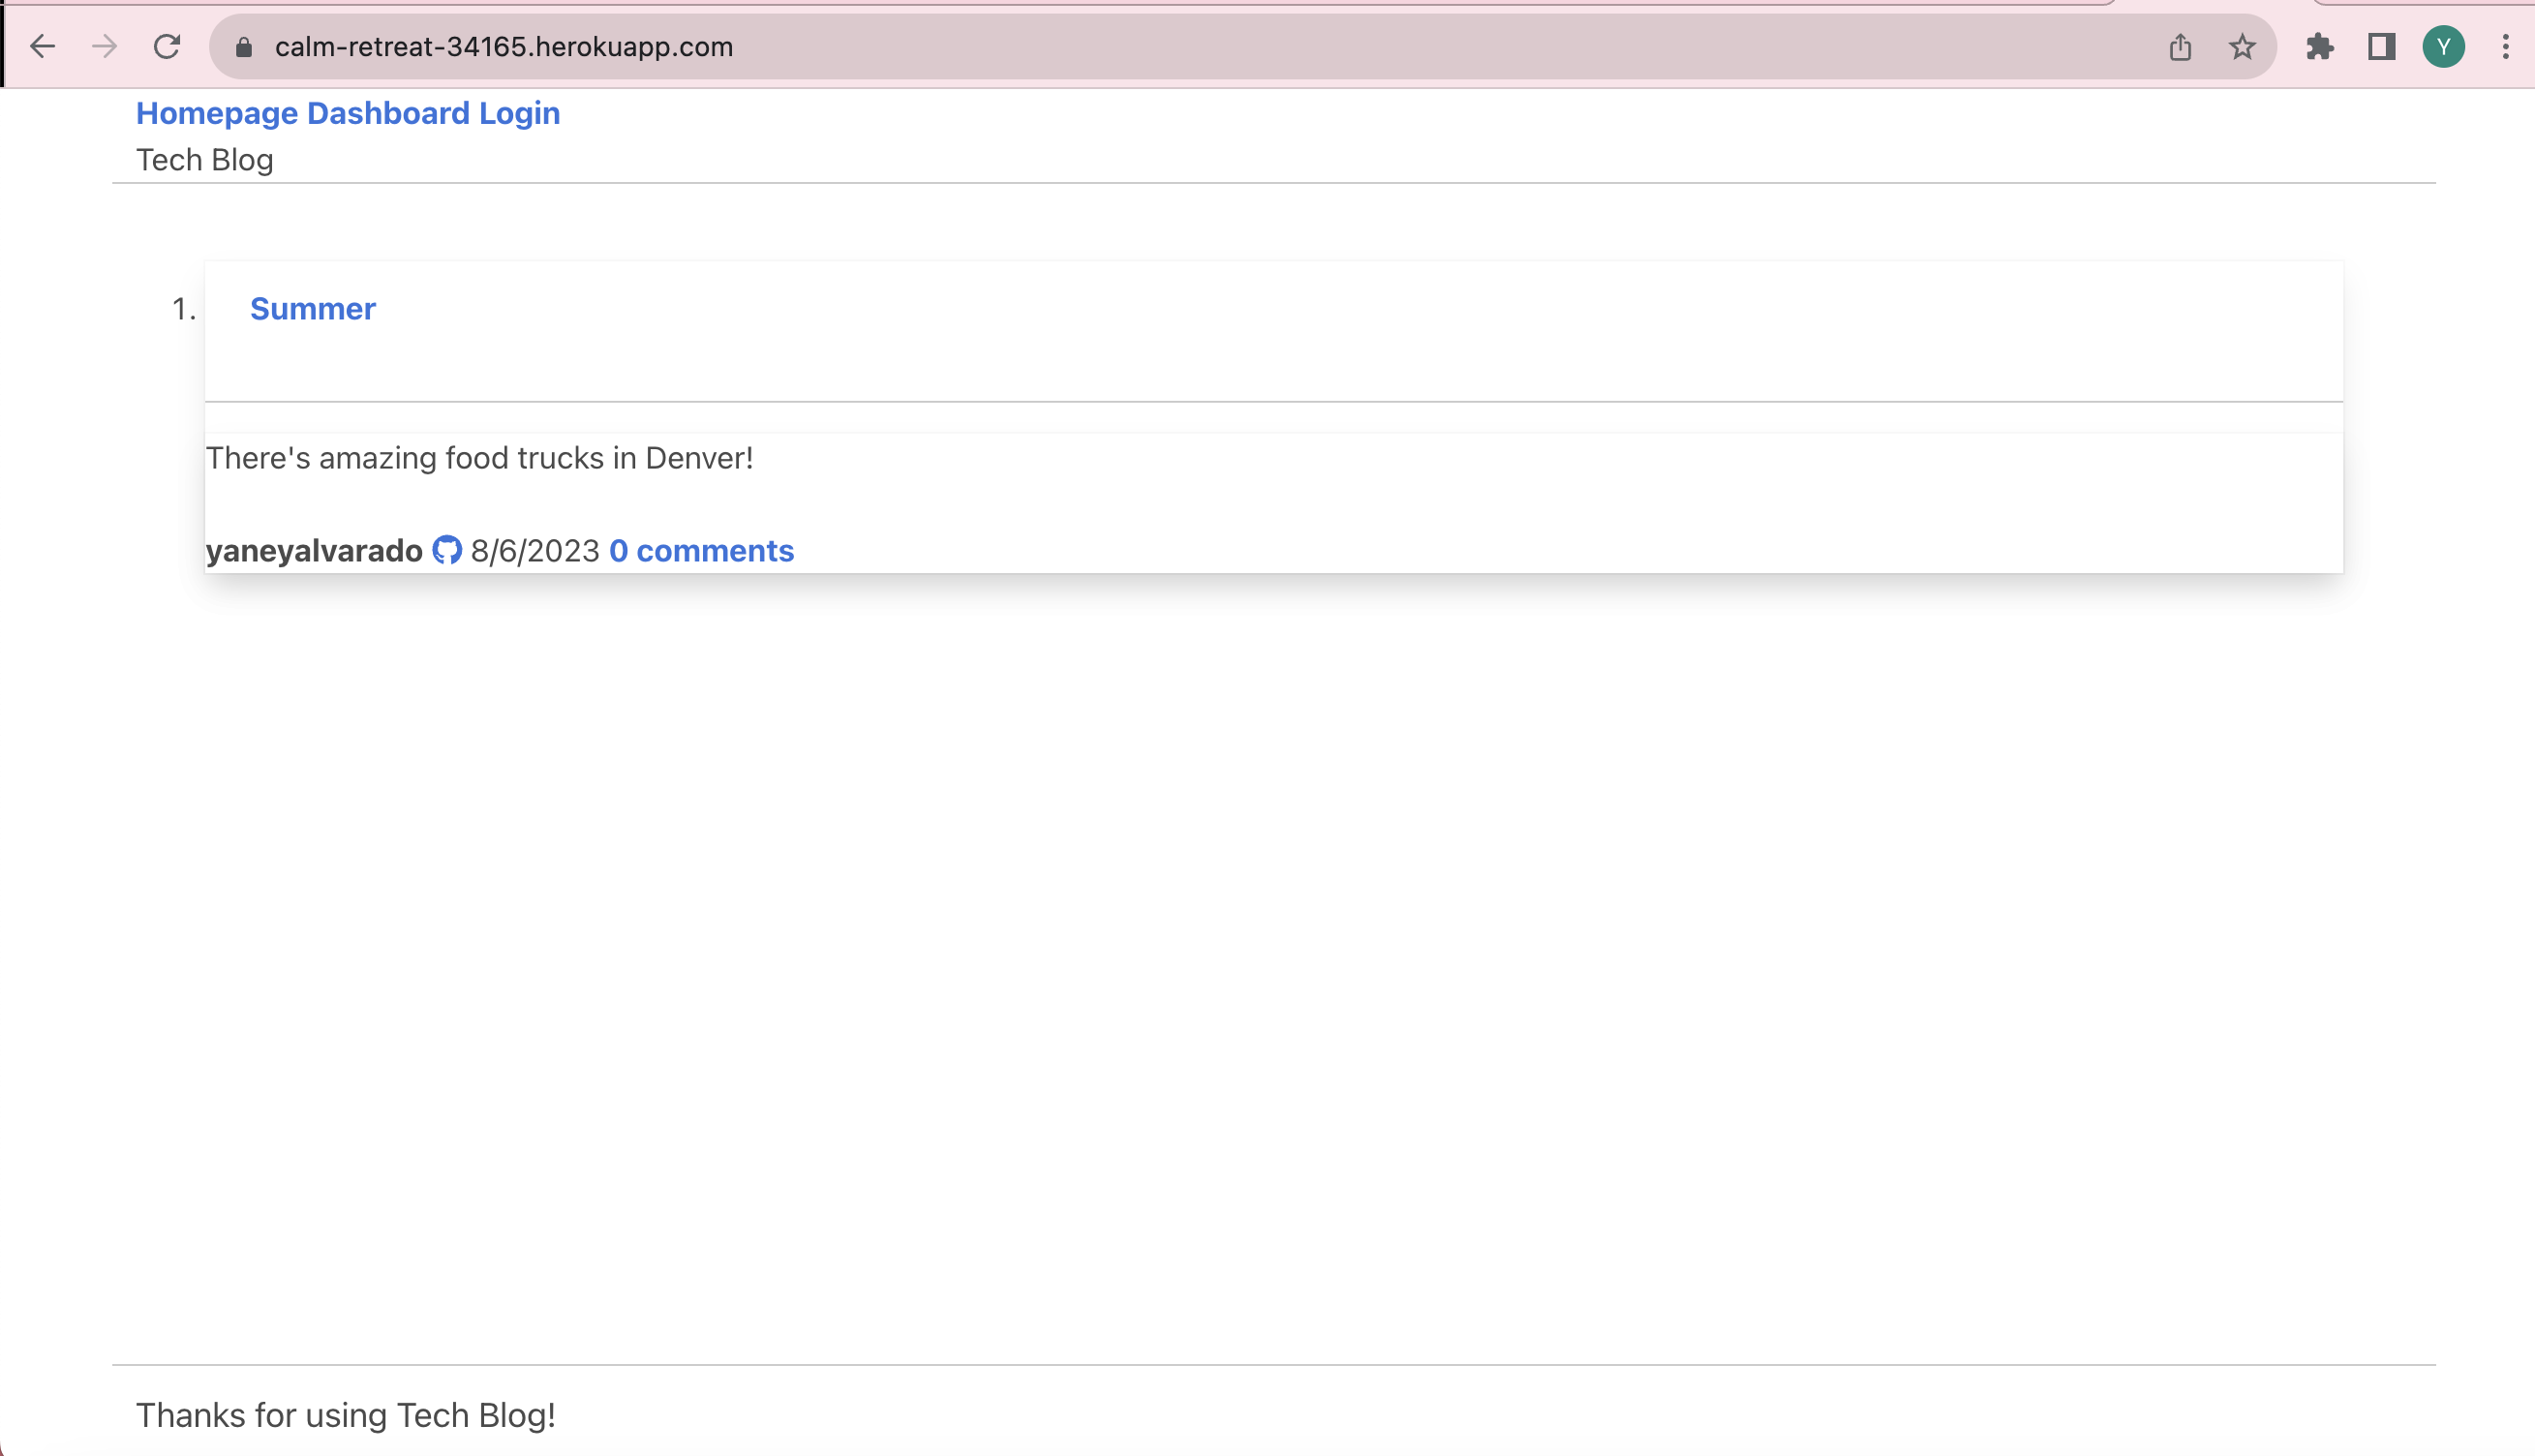 calm-retreat-34165.herokuapp.com
Y
Homepage Dashboard Login
Tech Blog
1. Summer
There's amazing food trucks in Denver!
yaneyalvarado 8/6/2023 0 comments
Thanks for using Tech Blog!